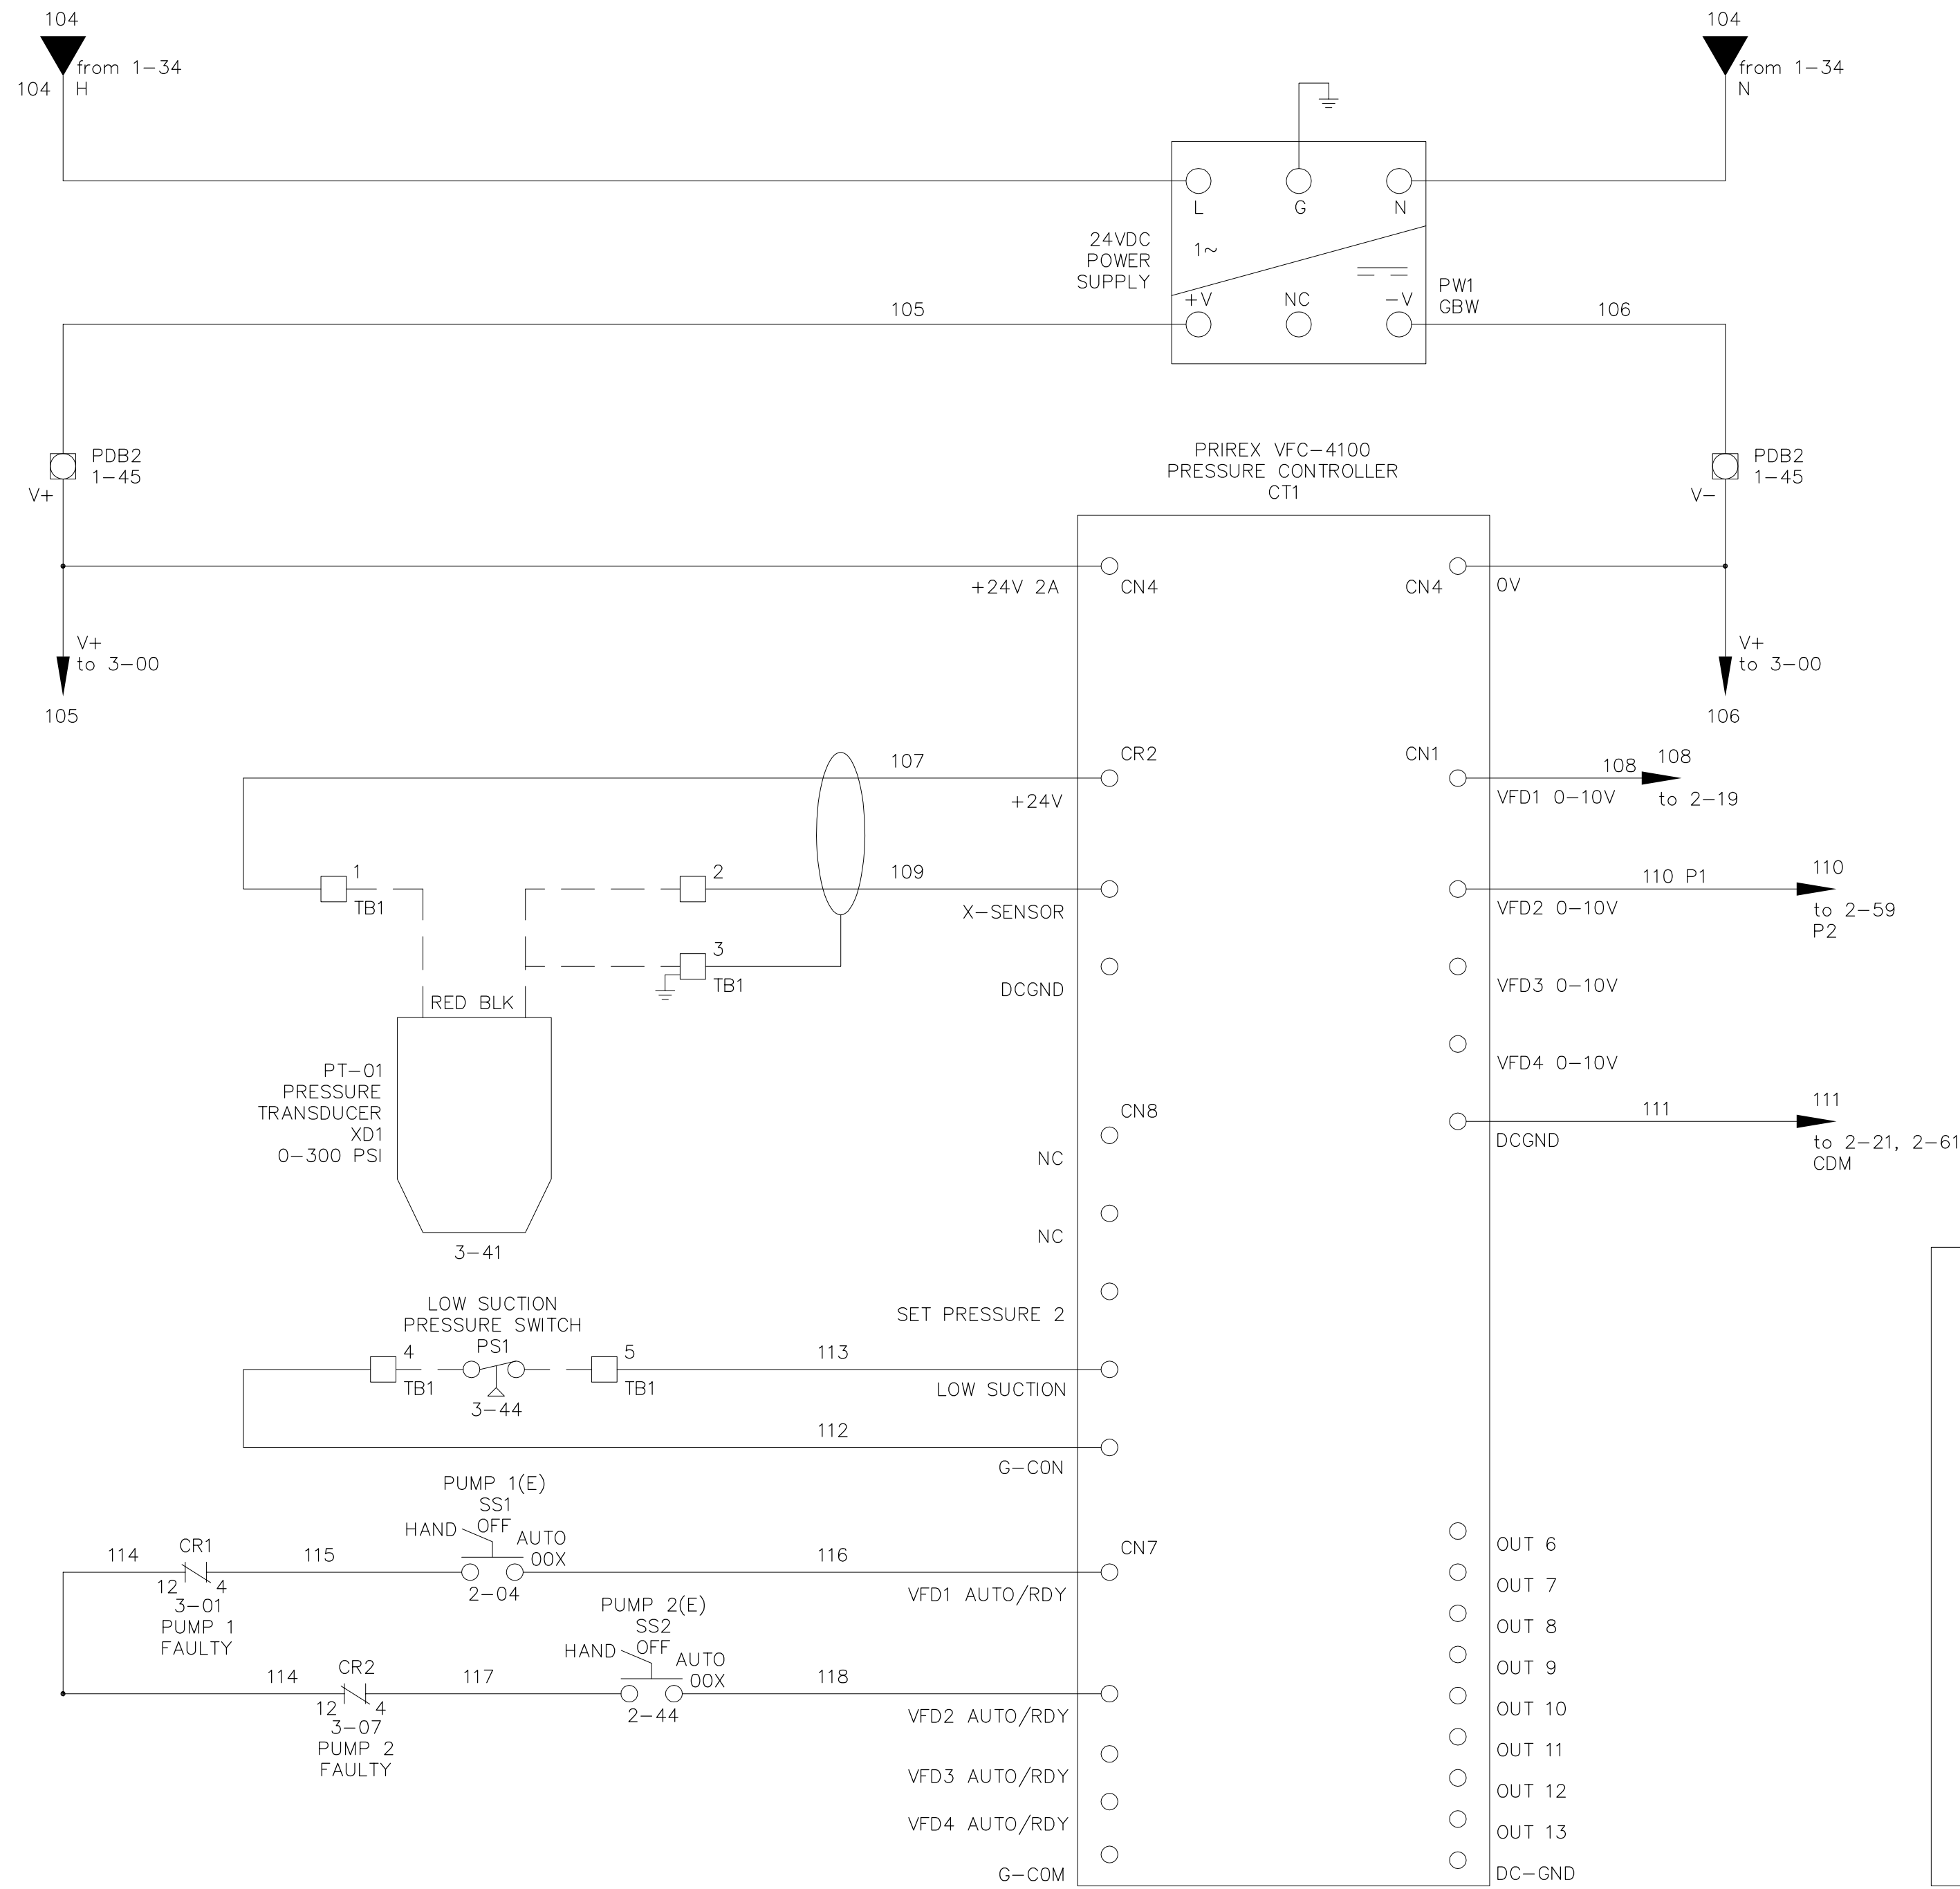 104
from 1-34
104 H
104
from 1-34
N
L
G
N
24VDC
POWER
SUPPLY
1~
+V
NC
-V
PW1
GBW
105
106
PDB2
1-45
V+
PDB2
1-45
V-
PRIREX VFC-4100
PRESSURE CONTROLLER
CT1
+24V 2A
CN4
CN4
0V
V+
to 3-00
105
V+
to 3-00
106
107
CR2
+24V
CN1
108
108
VFD1 0-10V
to 2-19
1
TB1
2
109
X-SENSOR
110 P1
110
VFD2 0-10V
to 2-59
P2
3
TB1
DCGND
VFD3 0-10V
RED BLK
VFD4 0-10V
PT-01
PRESSURE
TRANSDUCER
XD1
0-300 PSI
3-41
CN8
NC
111
111
DCGND
to 2-21, 2-61
CDM
NC
SET PRESSURE 2
LOW SUCTION
PRESSURE SWITCH
PS1
4
TB1
5
TB1
3-44
113
LOW SUCTION
112
G-CON
PUMP 1(E)
SS1
OFF
HAND
AUTO
00X
2-04
114
CR1
12
4
3-01
PUMP 1
FAULTY
115
116
CN7
VFD1 AUTO/RDY
PUMP 2(E)
SS2
OFF
HAND
AUTO
00X
2-44
114
CR2
12
4
3-07
PUMP 2
FAULTY
117
118
VFD2 AUTO/RDY
VFD3 AUTO/RDY
VFD4 AUTO/RDY
G-COM
OUT 6
OUT 7
OUT 8
OUT 9
OUT 10
OUT 11
OUT 12
OUT 13
DC-GND